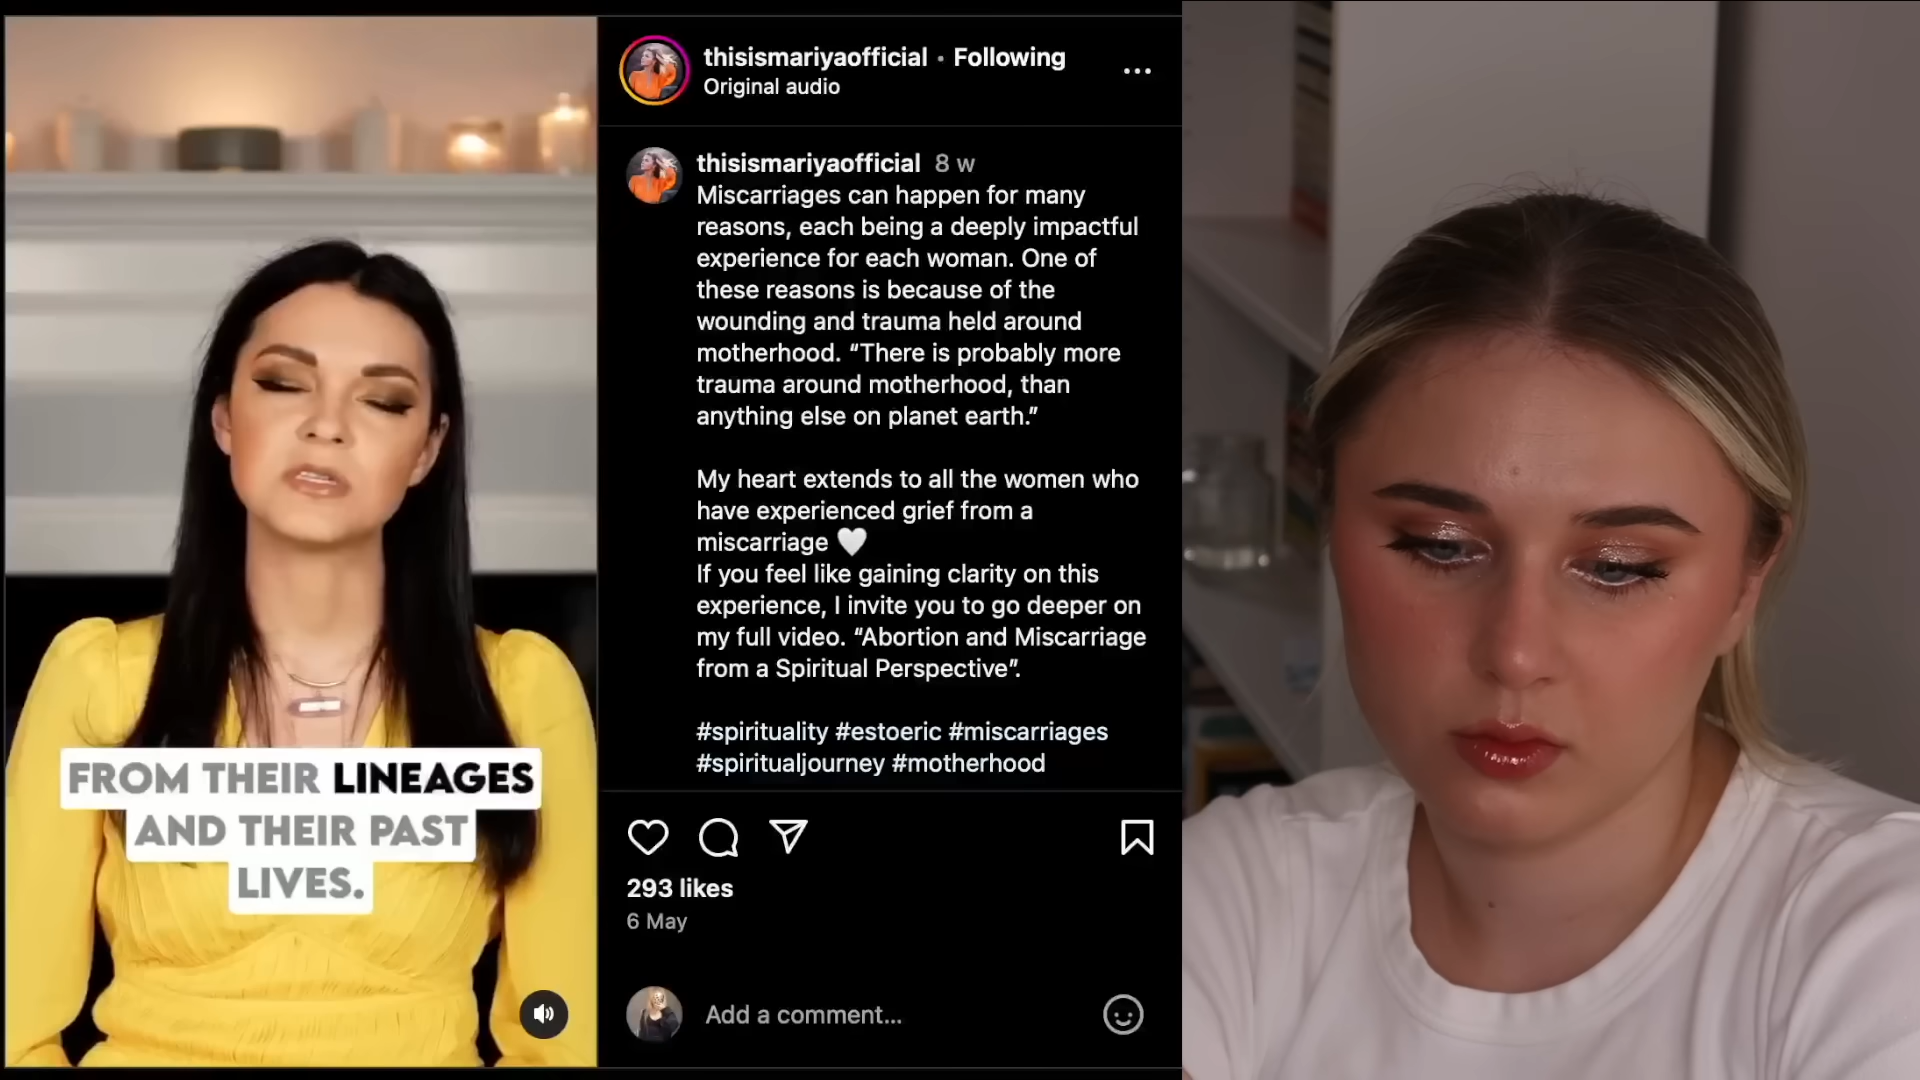 thisismariyaofficial • Following
Original audio
thisismariyaofficial 8 w
Miscarriages can happen for many
reasons, each being a deeply impactful
experience for each woman. One of
these reasons is because of the
wounding and trauma held around
motherhood. “There is probably more
trauma around motherhood, than
anything else on planet earth.”
My heart extends to all the women who
have experienced grief from a
miscarriage 🤍
If you feel like gaining clarity on this
experience, I invite you to go deeper on
my full video. “Abortion and Miscarriage
from a Spiritual Perspective”.
#spirituality #estoeric #miscarriages
#spiritualjourney #motherhood
293 likes
6 May
Add a comment...
FROM THEIR LINEAGES
AND THEIR PAST
LIVES.